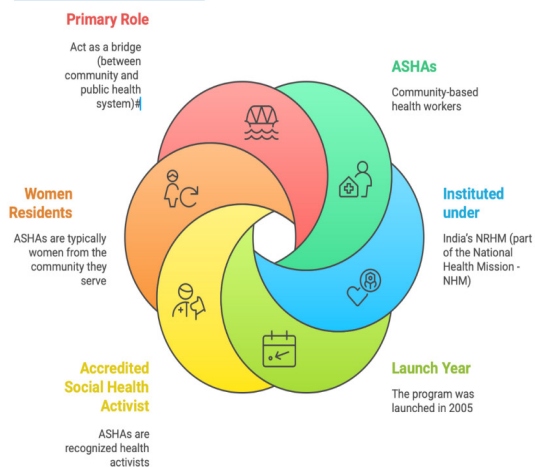 Primary Role
Act as a bridge
(between
community and
public health
system)#
ASHAs
Community-based
health workers
Women
Residents
ASHAs are typically
women from the
community they
serve
Instituted
under
India's NRHM (part
of the National
Health Mission -
NHM)
Accredited
Social Health
Activist
ASHAs are
recognized health
activists
Launch Year
The program was
launched in 2005